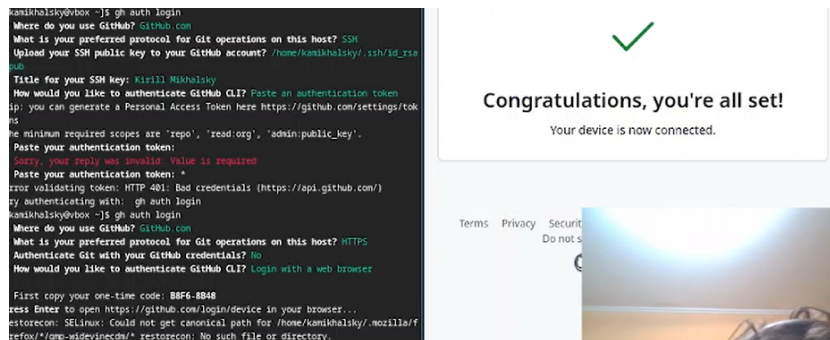 kamikhalsky@vbox ~]$ gh auth login
Where do you use GitHub? GitHub.com
What is your preferred protocol for Git operations on this host? SSH
Upload your SSH public key to your GitHub account? /home/kamikhalsky/.ssh/id_rsa
pub
Title for your SSH key: Kirill Mikhalsky
How would you like to authenticate GitHub CLI? Paste an authentication token
ip: you can generate a Personal Access Token here https://github.com/settings/tok
ns
he minimum required scopes are 'repo', 'read:org', 'admin:public_key'.
Paste your authentication token:
Sorry, your reply was invalid: Value is required
Paste your authentication token: *
rror validating token: HTTP 401: Bad credentials (https://api.github.com/)
ry authenticating with:  gh auth login
kamikhalsky@vbox ~]$ gh auth login
Where do you use GitHub? GitHub.com
What is your preferred protocol for Git operations on this host? HTTPS
Authenticate Git with your GitHub credentials? No
How would you like to authenticate GitHub CLI? Login with a web browser
First copy your one-time code: B8F6-8B48
ress Enter to open https://github.com/login/device in your browser...
estorecon: SELinux: Could not get canonical path for /home/kamikhalsky/.mozilla/f
refox/*/gmp-widevinecdm/* restorecon: No such file or directory.
Congratulations, you're all set!
Your device is now connected.
Terms Privacy Securit
Do not s